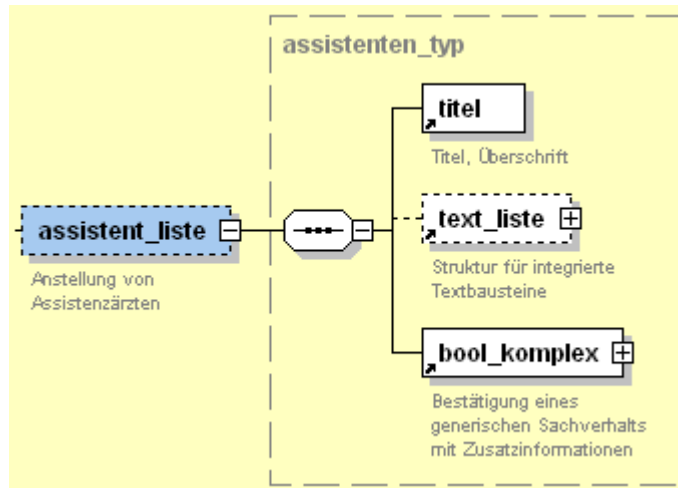 assistenten_typ
titel
Titel, Überschrift
assistent_liste
Anstellung von
Assistenzärzten
text_liste
Struktur für integrierte
Textbausteine
bool_komplex
Bestätigung eines
generischen Sachverhalts
mit Zusatzinformationen